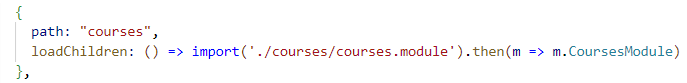 {
path: "courses",
loadChildren: () => import('./courses/courses.module').then(m => m.CoursesModule)
},